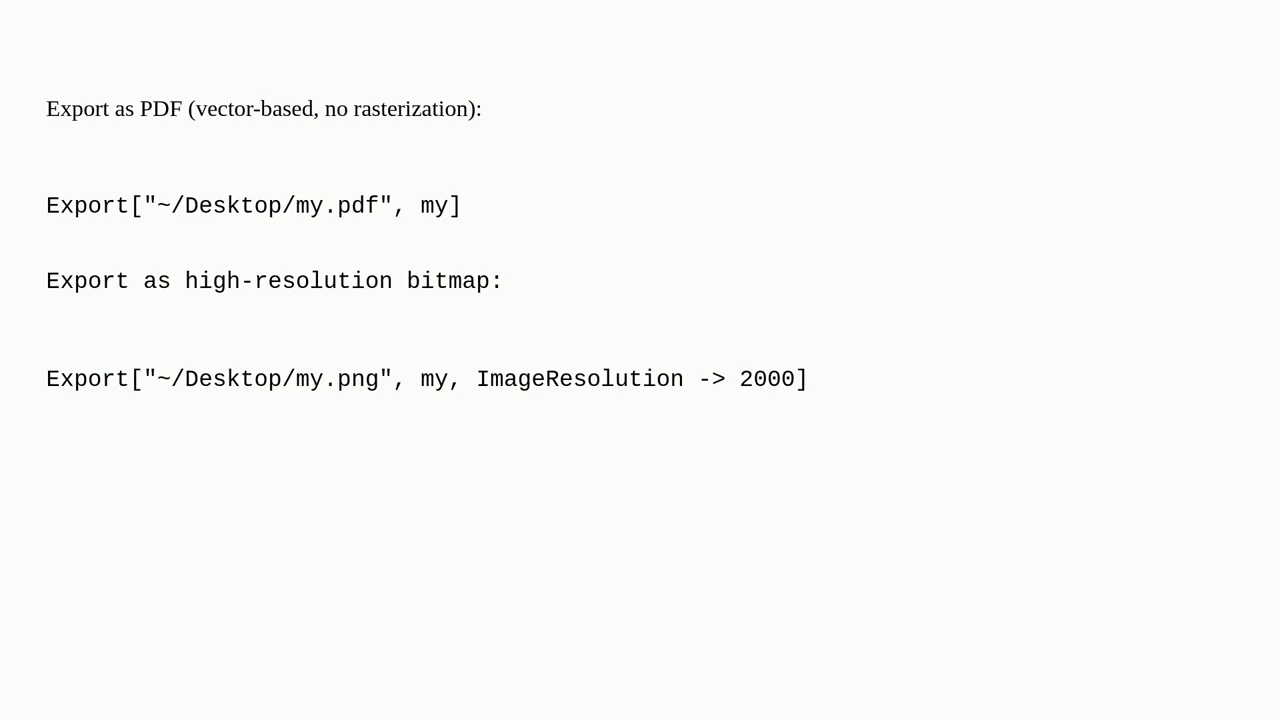 Export as PDF (vector-based, no rasterization):
Export["~/Desktop/my.pdf", my]
Export as high-resolution bitmap:
Export["~/Desktop/my.png", my, ImageResolution -> 2000]